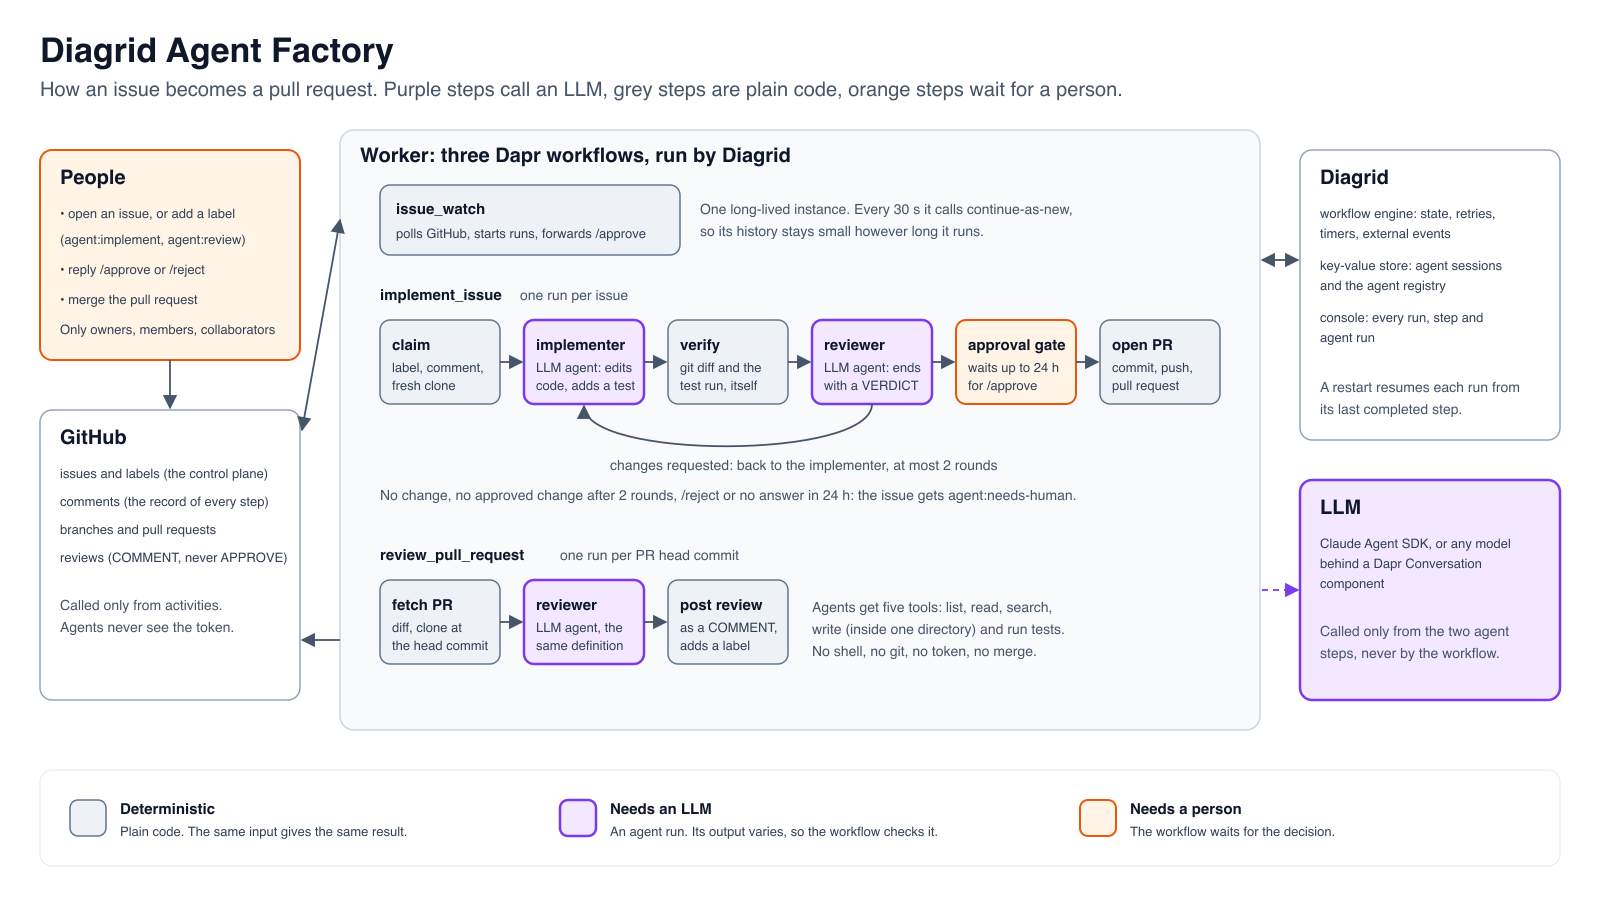 Diagrid Agent Factory
How an issue becomes a pull request. Purple steps call an LLM, grey steps are plain code, orange steps wait for a person.
People
• open an issue, or add a label
(agent:implement, agent:review)
• reply /approve or /reject
• merge the pull request
Only owners, members, collaborators
GitHub
issues and labels (the control plane)
comments (the record of every step)
branches and pull requests
reviews (COMMENT, never APPROVE)
Called only from activities.
Agents never see the token.
Worker: three Dapr workflows, run by Diagrid
issue_watch
polls GitHub, starts runs, forwards /approve
One long-lived instance. Every 30 s it calls continue-as-new,
so its history stays small however long it runs.
implement_issue one run per issue
claim
label, comment,
fresh clone
implementer
LLM agent: edits
code, adds a test
verify
git diff and the
test run, itself
reviewer
LLM agent: ends
with a VERDICT
approval gate
waits up to 24 h
for /approve
open PR
commit, push,
pull request
changes requested: back to the implementer, at most 2 rounds
No change, no approved change after 2 rounds, /reject or no answer in 24 h: the issue gets agent:needs-human.
review_pull_request one run per PR head commit
fetch PR
diff, clone at
the head commit
reviewer
LLM agent, the
same definition
post review
as a COMMENT,
adds a label
Agents get five tools: list, read, search,
write (inside one directory) and run tests.
No shell, no git, no token, no merge.
Diagrid
workflow engine: state, retries,
timers, external events
key-value store: agent sessions
and the agent registry
console: every run, step and
agent run
A restart resumes each run from
its last completed step.
LLM
Claude Agent SDK, or any model
behind a Dapr Conversation
component
Called only from the two agent
steps, never by the workflow.
Deterministic
Plain code. The same input gives the same result.
Needs an LLM
An agent run. Its output varies, so the workflow checks it.
Needs a person
The workflow waits for the decision.